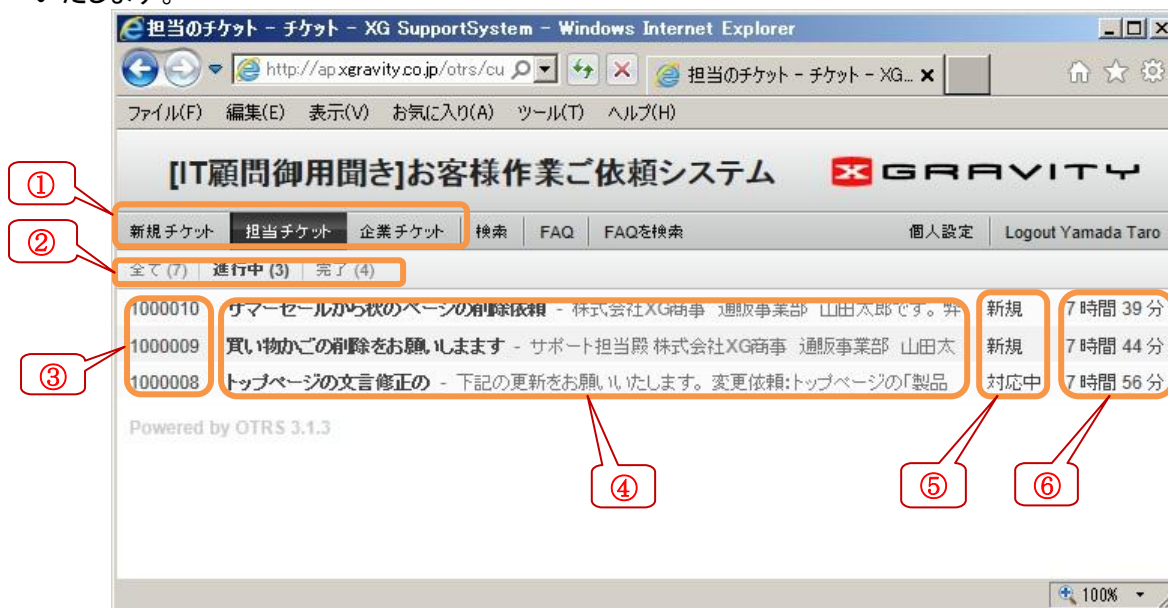 いたします。
担当のチケット - チケット - XG SupportSystem - Windows Internet Explorer
http://ap.xgravity.co.jp/otrs/cu
担当のチケット - チケット - XG...
ファイル(F) 編集(E) 表示(V) お気に入り(A) ツール(T) ヘルプ(H)
[IT顧問御用聞き]お客様作業ご依頼システム XGRAVITY
①
新規チケット 担当チケット 企業チケット 検索 FAQ FAQを検索 個人設定 Logout Yamada Taro
②
全て (7) 進行中 (3) 完了 (4)
1000010 サマーセールから秋のページの削除依頼 - 株式会社XG商事 通販事業部 山田太郎です。弊 新規 7 時間 39 分
1000009 買い物かごの削除をお願いしまます - サポート担当殿 株式会社XG商事 通販事業部 山田太 新規 7 時間 44 分
③
1000008 トップページの文言修正の - 下記の更新をお願いいたします。変更依頼:トップページの「製品 対応中 7 時間 56 分
Powered by OTRS 3.1.3
④ ⑤ ⑥
100%